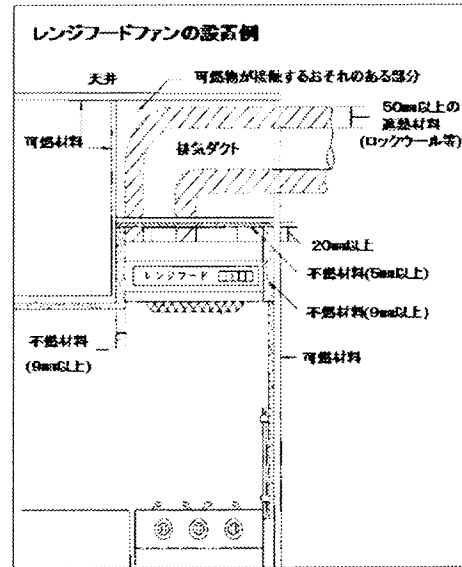 レンジフードファンの設置例
天井
可燃物が接触するおそれのある部分
50mm以上の
遮熱材料
(ロックウール等)
可燃材料
排気ダクト
20mm以上
不燃材料(5mm以上)
レンジフード
不燃材料(9mm以上)
不燃材料
(9mm以上)
可燃材料